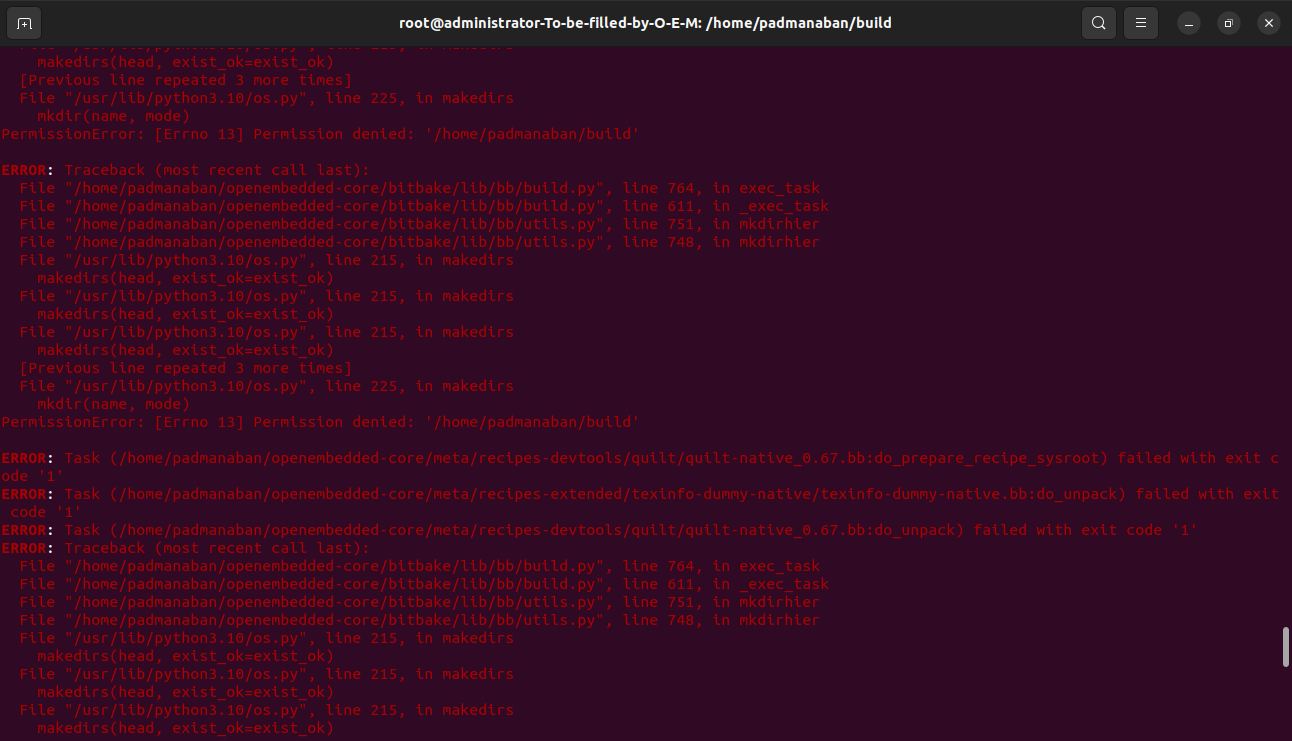 root@administrator-To-be-filled-by-O-E-M: /home/padmanaban/build
makedirs(head, exist_ok=exist_ok)
[Previous line repeated 3 more times]
File "/usr/lib/python3.10/os.py", line 225, in makedirs
mkdir(name, mode)
PermissionError: [Errno 13] Permission denied: '/home/padmanaban/build'
ERROR: Traceback (most recent call last):
File "/home/padmanaban/openembedded-core/bitbake/lib/bb/build.py", line 764, in exec_task
File "/home/padmanaban/openembedded-core/bitbake/lib/bb/build.py", line 611, in _exec_task
File "/home/padmanaban/openembedded-core/bitbake/lib/bb/utils.py", line 751, in mkdirhier
File "/home/padmanaban/openembedded-core/bitbake/lib/bb/utils.py", line 748, in mkdirhier
File "/usr/lib/python3.10/os.py", line 215, in makedirs
makedirs(head, exist_ok=exist_ok)
File "/usr/lib/python3.10/os.py", line 215, in makedirs
makedirs(head, exist_ok=exist_ok)
File "/usr/lib/python3.10/os.py", line 215, in makedirs
makedirs(head, exist_ok=exist_ok)
[Previous line repeated 3 more times]
File "/usr/lib/python3.10/os.py", line 225, in makedirs
mkdir(name, mode)
PermissionError: [Errno 13] Permission denied: '/home/padmanaban/build'
ERROR: Task (/home/padmanaban/openembedded-core/meta/recipes-devtools/quilt/quilt-native_0.67.bb:do_prepare_recipe_sysroot) failed with exit c
ode '1'
ERROR: Task (/home/padmanaban/openembedded-core/meta/recipes-extended/texinfo-dummy-native/texinfo-dummy-native.bb:do_unpack) failed with exit
code '1'
ERROR: Task (/home/padmanaban/openembedded-core/meta/recipes-devtools/quilt/quilt-native_0.67.bb:do_unpack) failed with exit code '1'
ERROR: Traceback (most recent call last):
File "/home/padmanaban/openembedded-core/bitbake/lib/bb/build.py", line 764, in exec_task
File "/home/padmanaban/openembedded-core/bitbake/lib/bb/build.py", line 611, in _exec_task
File "/home/padmanaban/openembedded-core/bitbake/lib/bb/utils.py", line 751, in mkdirhier
File "/home/padmanaban/openembedded-core/bitbake/lib/bb/utils.py", line 748, in mkdirhier
File "/usr/lib/python3.10/os.py", line 215, in makedirs
makedirs(head, exist_ok=exist_ok)
File "/usr/lib/python3.10/os.py", line 215, in makedirs
makedirs(head, exist_ok=exist_ok)
File "/usr/lib/python3.10/os.py", line 215, in makedirs
makedirs(head, exist_ok=exist_ok)